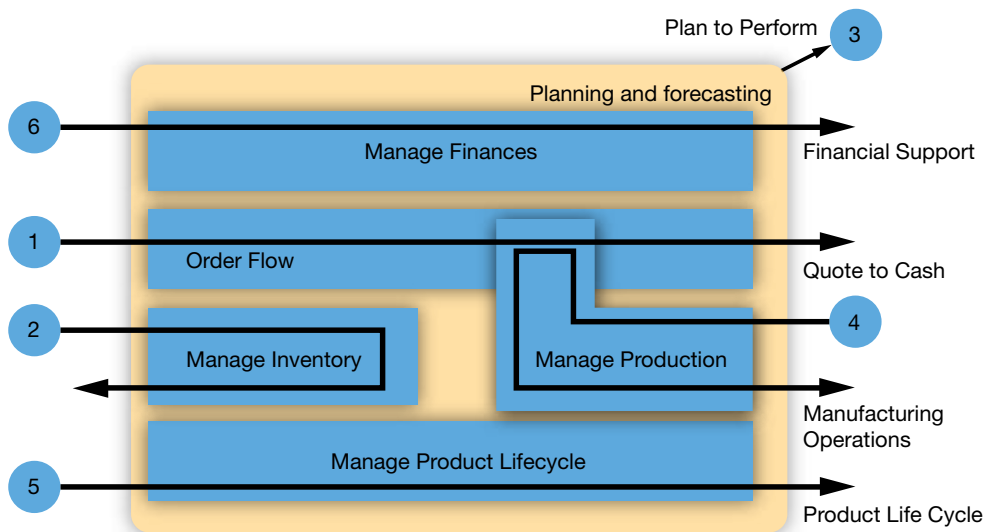 Plan to Perform
3
Planning and forecasting
6
Manage Finances
Financial Support
1
Order Flow
Quote to Cash
2
4
Manage Inventory
Manage Production
Manufacturing
Operations
Manage Product Lifecycle
5
Product Life Cycle